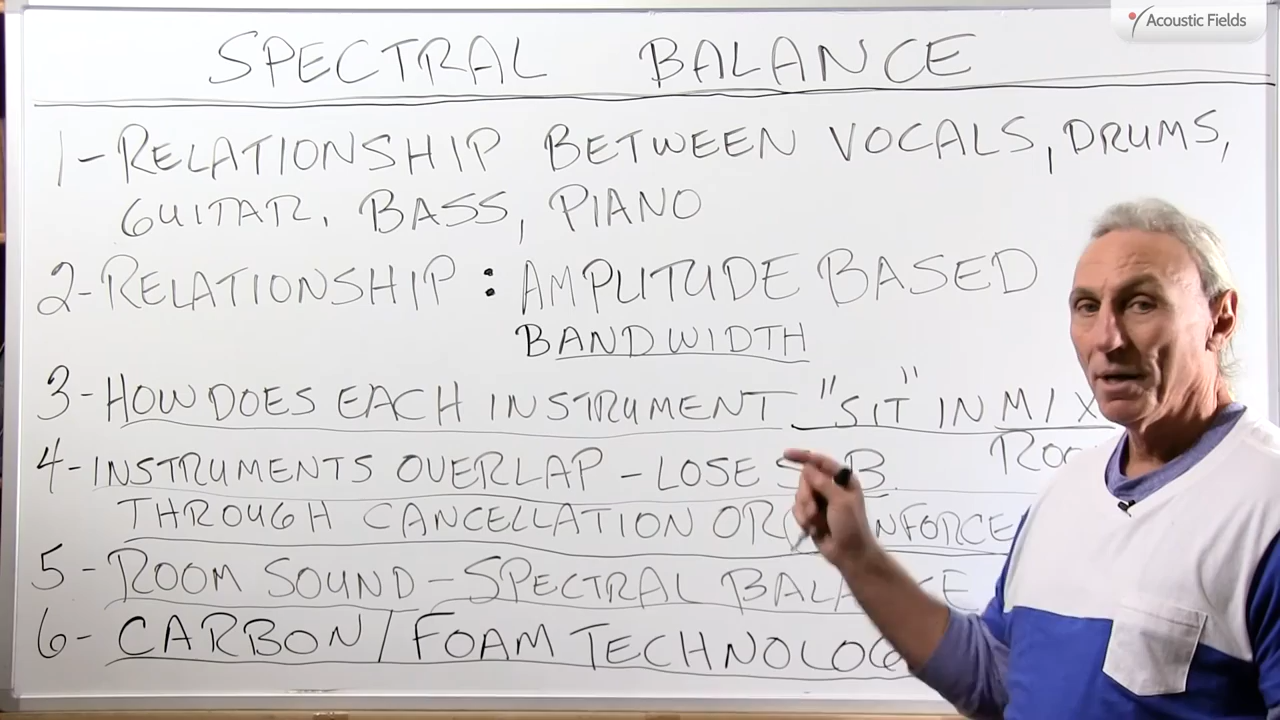 Acoustic Fields
SPECTRAL BALANCE
1-RELATIONSHIP BETWEEN VOCALS, DRUMS,
GUITAR, BASS, PIANO
2-RELATIONSHIP : AMPLITUDE BASED
BANDWIDTH
3-HOW DOES EACH INSTRUMENT "SIT" IN MIX
4-INSTRUMENTS OVERLAP - LOSE
THROUGH CANCELLATION OR
5-ROOM SOUND - SPECTRAL BALANCE
6-CARBON/FOAM